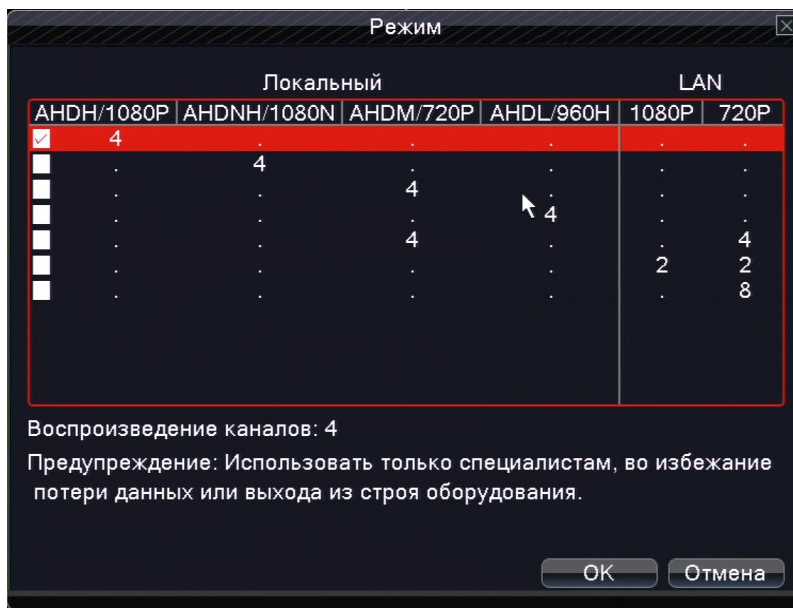 Режим
Локальный LAN
AHDH/1080P AHDNH/1080N AHDM/720P AHDL/960H 1080P 720P
4 . . . . .
. 4 . . . .
. . 4 . . .
. . . 4 . .
. . 4 . . 4
. . . . 2 2
. . . . . 8
Воспроизведение каналов: 4
Предупреждение: Использовать только специалистам, во избежание
потери данных или выхода из строя оборудования.
OK Отмена